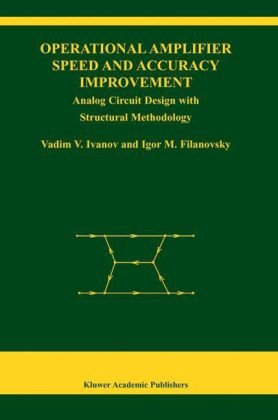 OPERATIONAL AMPLIFIER
SPEED AND ACCURACY
IMPROVEMENT
Analog Circuit Design with
Structural Methodology
Vadim V. Ivanov and Igor M. Filanovsky
Kluwer Academic Publishers